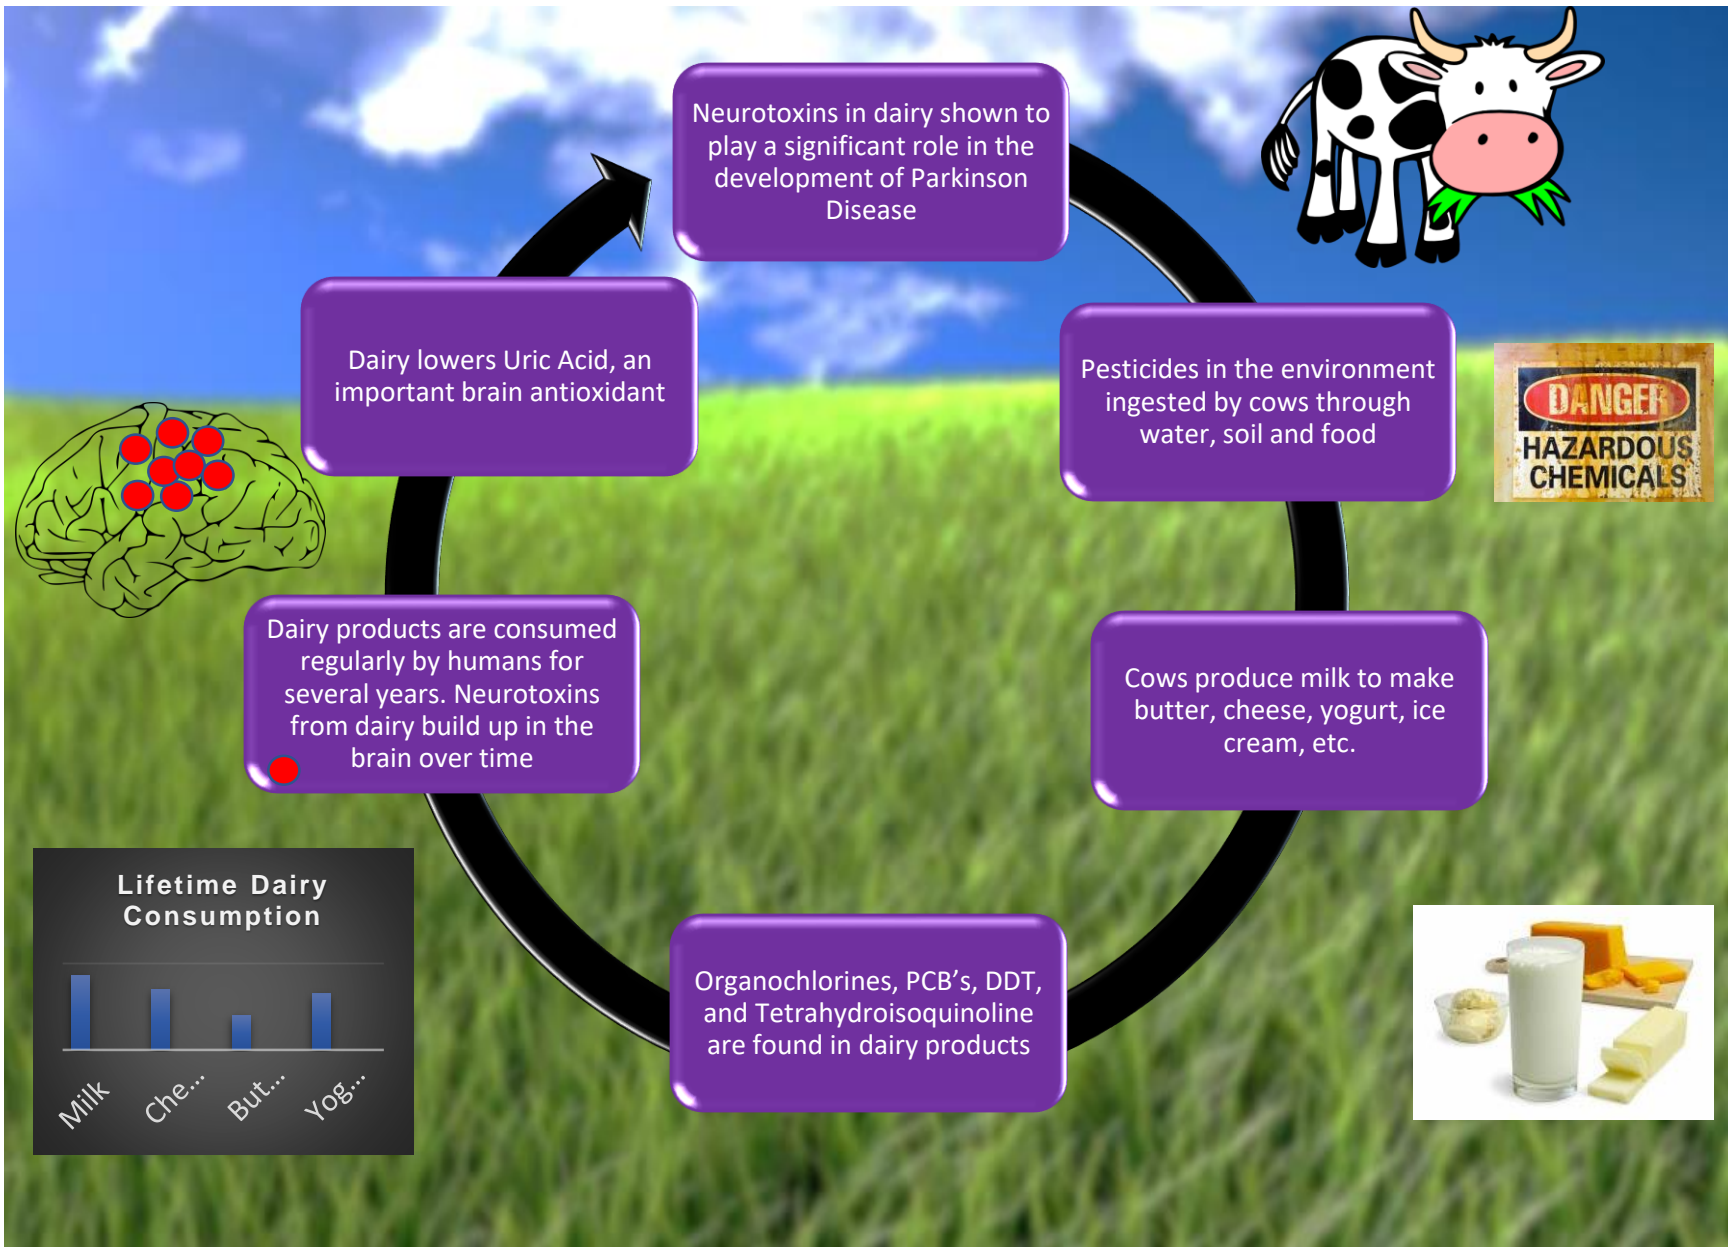 Neurotoxins in dairy shown to
play a significant role in the
development of Parkinson
Disease
Pesticides in the environment
ingested by cows through
water, soil and food
DANGER
HAZARDOUS
CHEMICALS
Cows produce milk to make
butter, cheese, yogurt, ice
cream, etc.
Organochlorines, PCB’s, DDT,
and Tetrahydroisoquinoline
are found in dairy products
Dairy products are consumed
regularly by humans for
several years. Neurotoxins
from dairy build up in the
brain over time
Dairy lowers Uric Acid, an
important brain antioxidant
Lifetime Dairy
Consumption
Milk
Che...
But...
Yog...